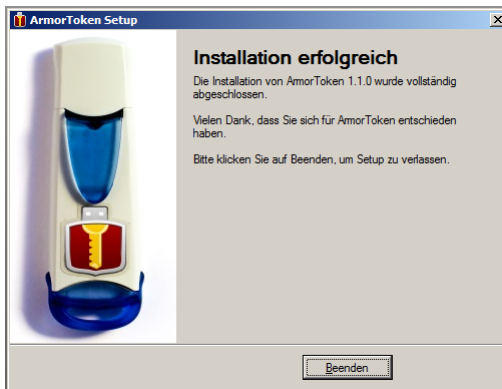 ArmorToken Setup
Installation erfolgreich
Die Installation von ArmorToken 1.1.0 wurde vollständig
abgeschlossen.
Vielen Dank, dass Sie sich für ArmorToken entschieden
haben.
Bitte klicken Sie auf Beenden, um Setup zu verlassen.
Beenden